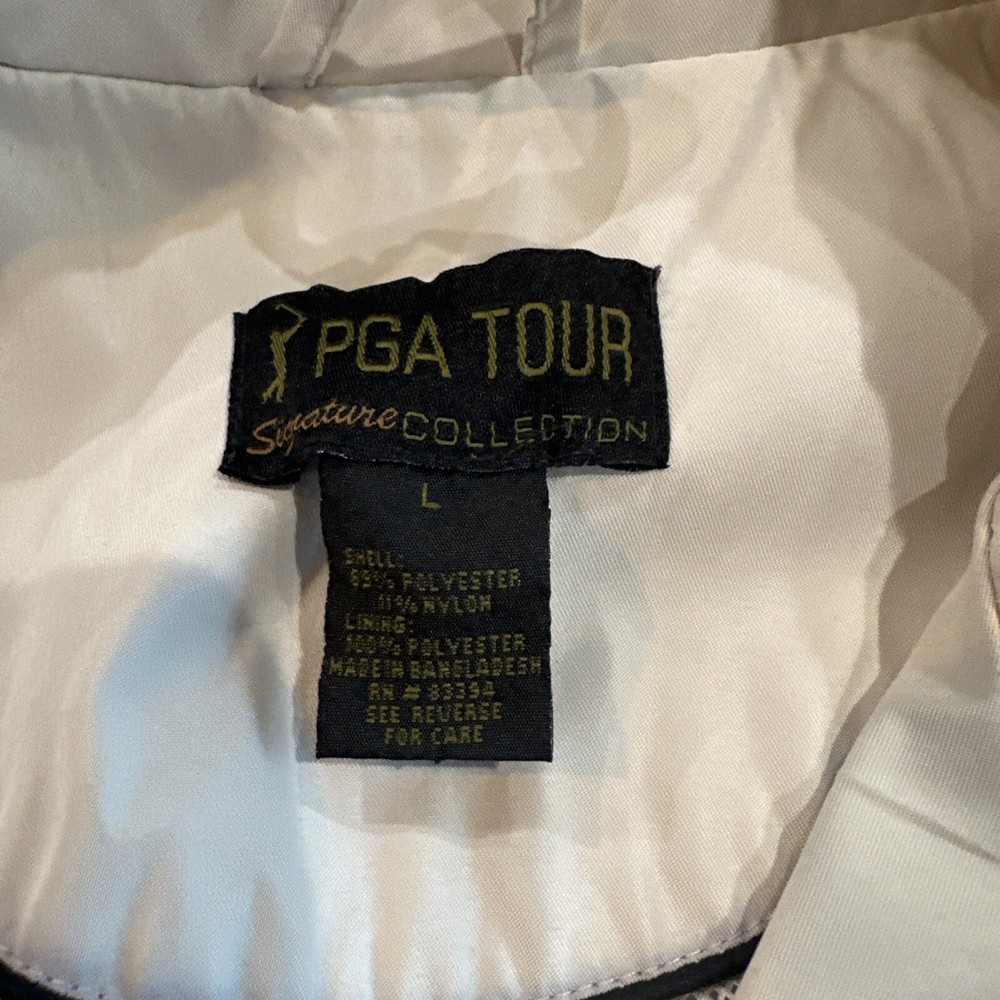 PGA TOUR
Signature COLLECTION
L
SHELL:
89% POLYESTER
11% NYLON
LINING:
100% POLYESTER
MADE IN BANGLADESH
RN # 83394
SEE REVERSE
FOR CARE